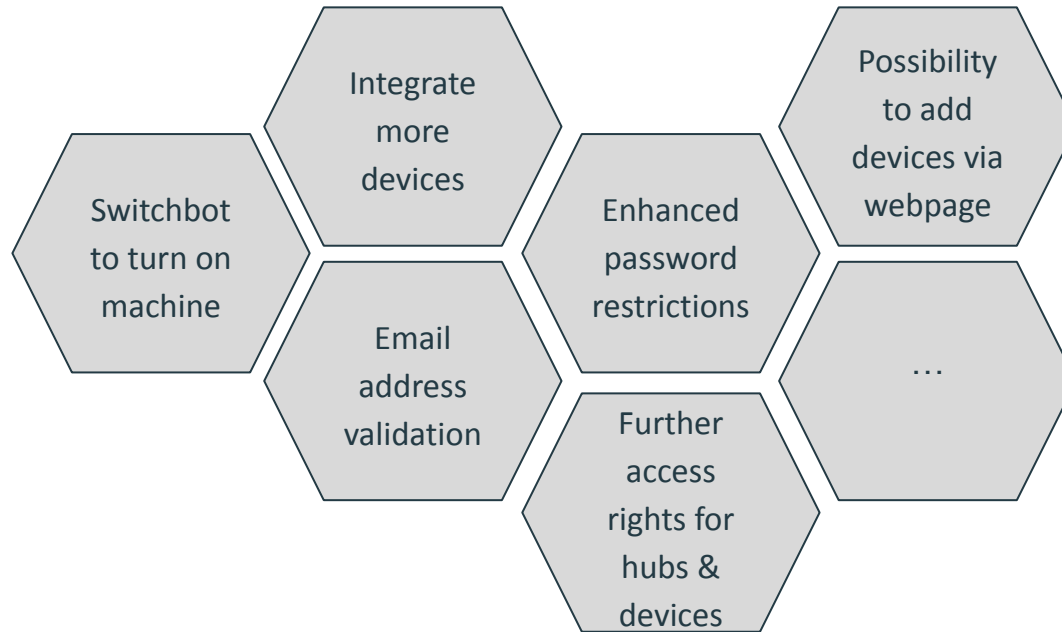 Switchbot
to turn on
machine
Integrate
more
devices
Email
address
validation
Enhanced
password
restrictions
Further
access
rights for
hubs &
devices
Possibility
to add
devices via
webpage
...